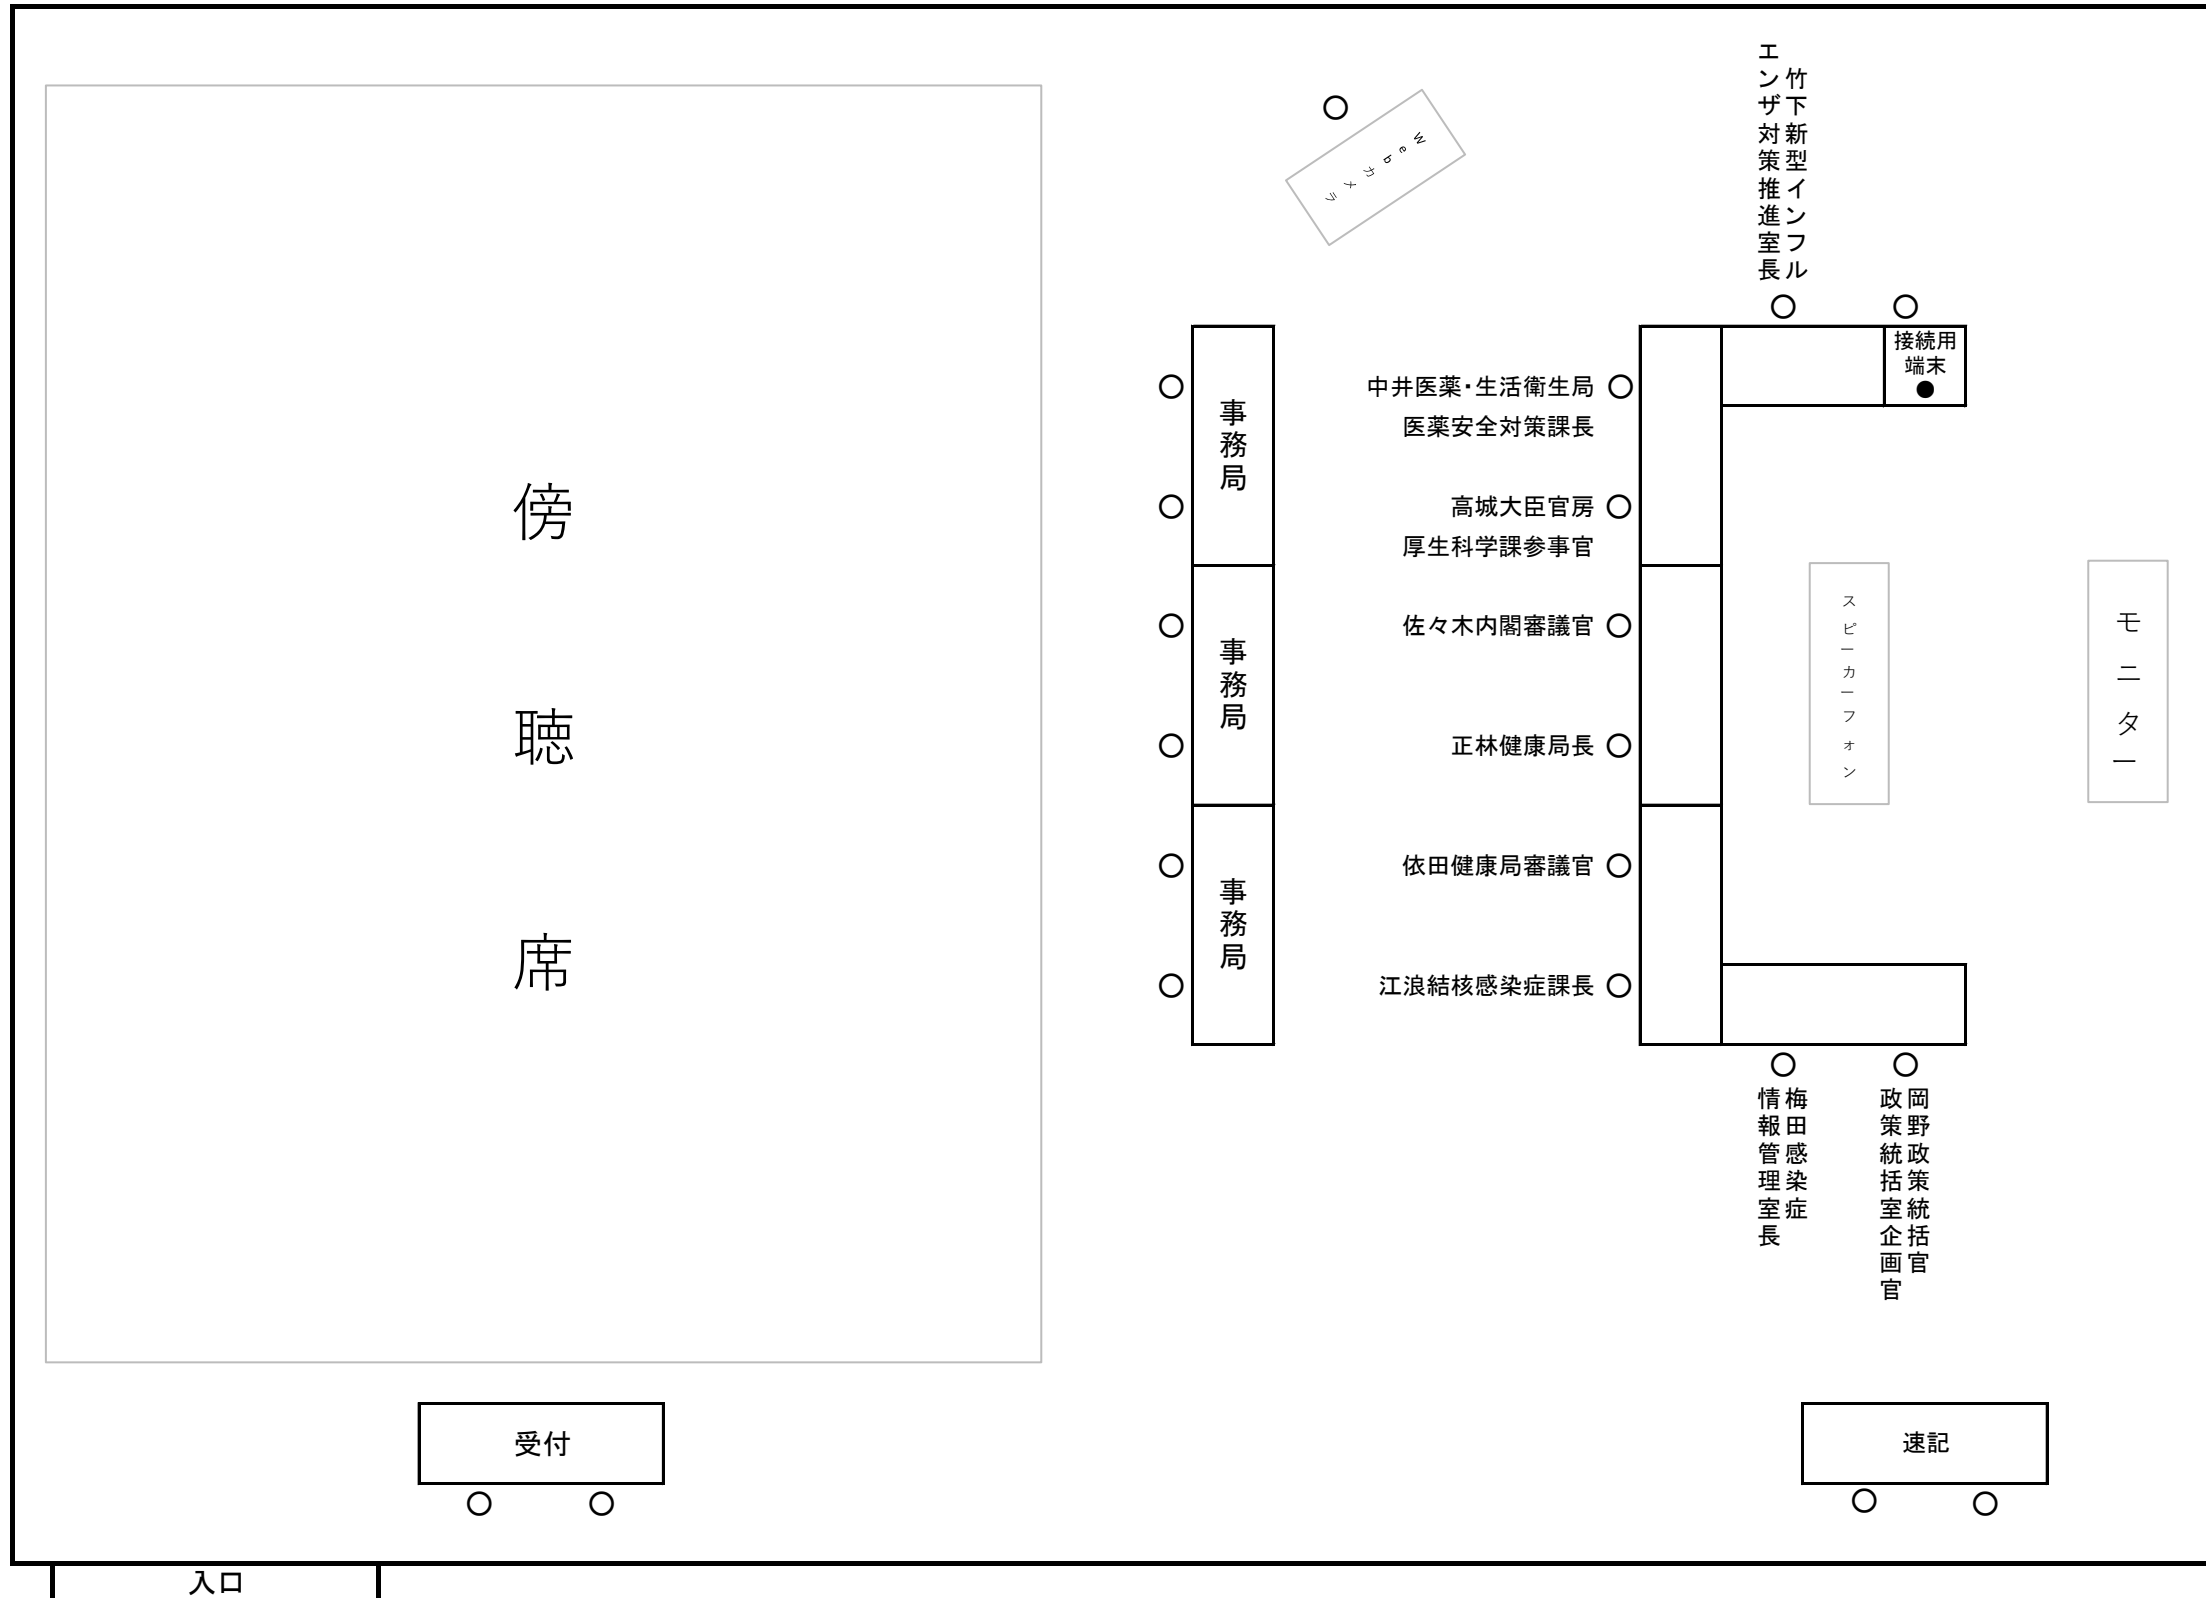 竹下新型インフル
エンザ対策推進室長
Webカメラ
接続用
端末
中井医薬・生活衛生局
医薬安全対策課長
高城大臣官房
厚生科学課参事官
佐々木内閣審議官
正林健康局長
依田健康局審議官
江浪結核感染症課長
事務局
事務局
事務局
傍聴席
スピーカーフォン
モニター
梅田感染症
情報管理室長
岡野政策統括官
政策統括室企画官
受付
速記
入口